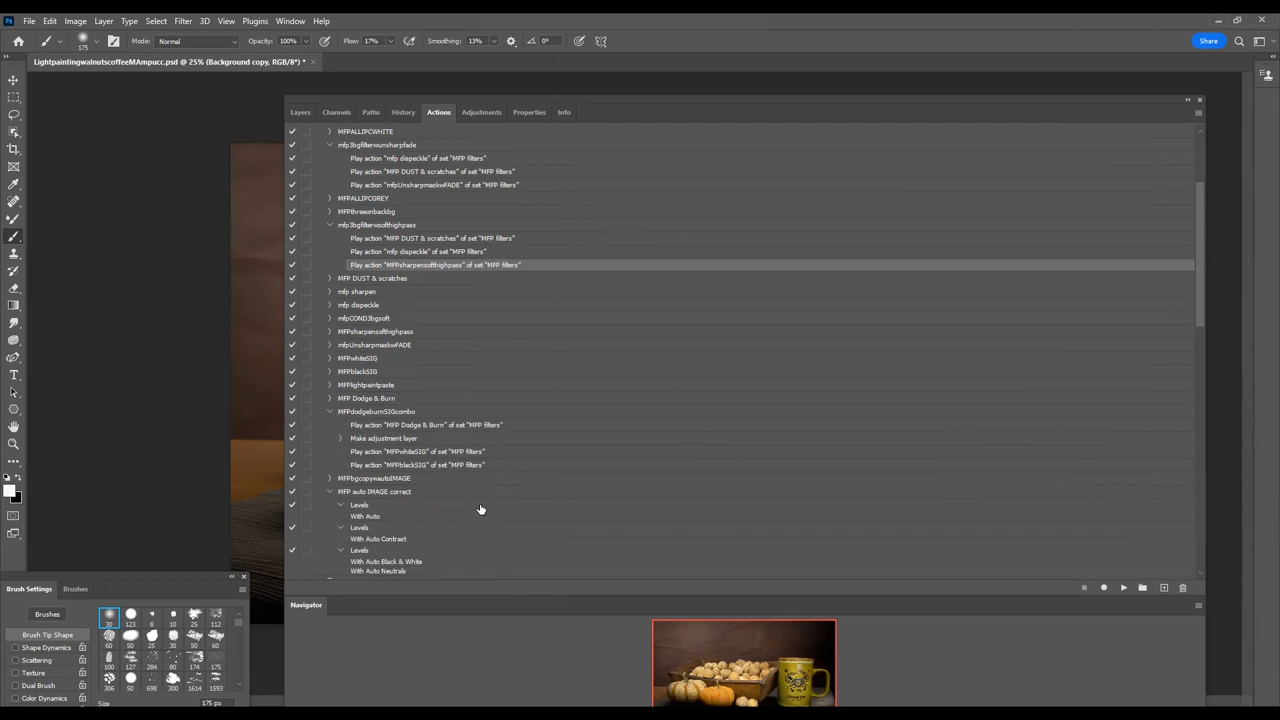 File Edit Image Layer Type Select Filter 3D View Plugins Window Help
175 Mode: Normal Opacity: 100% Flow: 17% Smoothing: 13% 0° Share
LightpaintingwalnutscoffeeMAmpucc.psd @ 25% (Background copy, RGB/8*) *
Layers Channels Paths History Actions Adjustments Properties Info
MFPALLIPCWHITE
mfp3bgfilterwunsharpfade
Play action "mfp dispeckle" of set "MFP filters"
Play action "MFP DUST & scratches" of set "MFP filters"
Play action "mfpUnsharpmaskwFADE" of set "MFP filters"
MFPALLIPCGREY
MFPthreeonbackbg
mfp3bgfilterwsofthighpass
Play action "MFP DUST & scratches" of set "MFP filters"
Play action "mfp dispeckle" of set "MFP filters"
Play action "MFPsharpensofthighpass" of set "MFP filters"
MFP DUST & scratches
mfp sharpen
mfp dispeckle
mfpCOND3bgsoft
MFPsharpensofthighpass
mfpUnsharpmaskwFADE
MFPwhiteSIG
MFPblackSIG
MFPlightpaintpaste
MFP Dodge & Burn
MFPdodgeburnSIGcombo
Play action "MFP Dodge & Burn" of set "MFP filters"
Make adjustment layer
Play action "MFPwhiteSIG" of set "MFP filters"
Play action "MFPblackSIG" of set "MFP filters"
MFPbgcopywautoIMAGE
MFP auto IMAGE correct
Levels
With Auto
Levels
With Auto Contrast
Levels
With Auto Black & White
With Auto Neutrals
Navigator
Brush Settings Brushes
Brushes
30 123 8 10 25 112
Brush Tip Shape
60 50 25 30 50 60
Shape Dynamics
Scattering
100 127 284 80 174 175
Texture
Dual Brush
306 50 698 300 1614 1593
Color Dynamics
Size 175 px